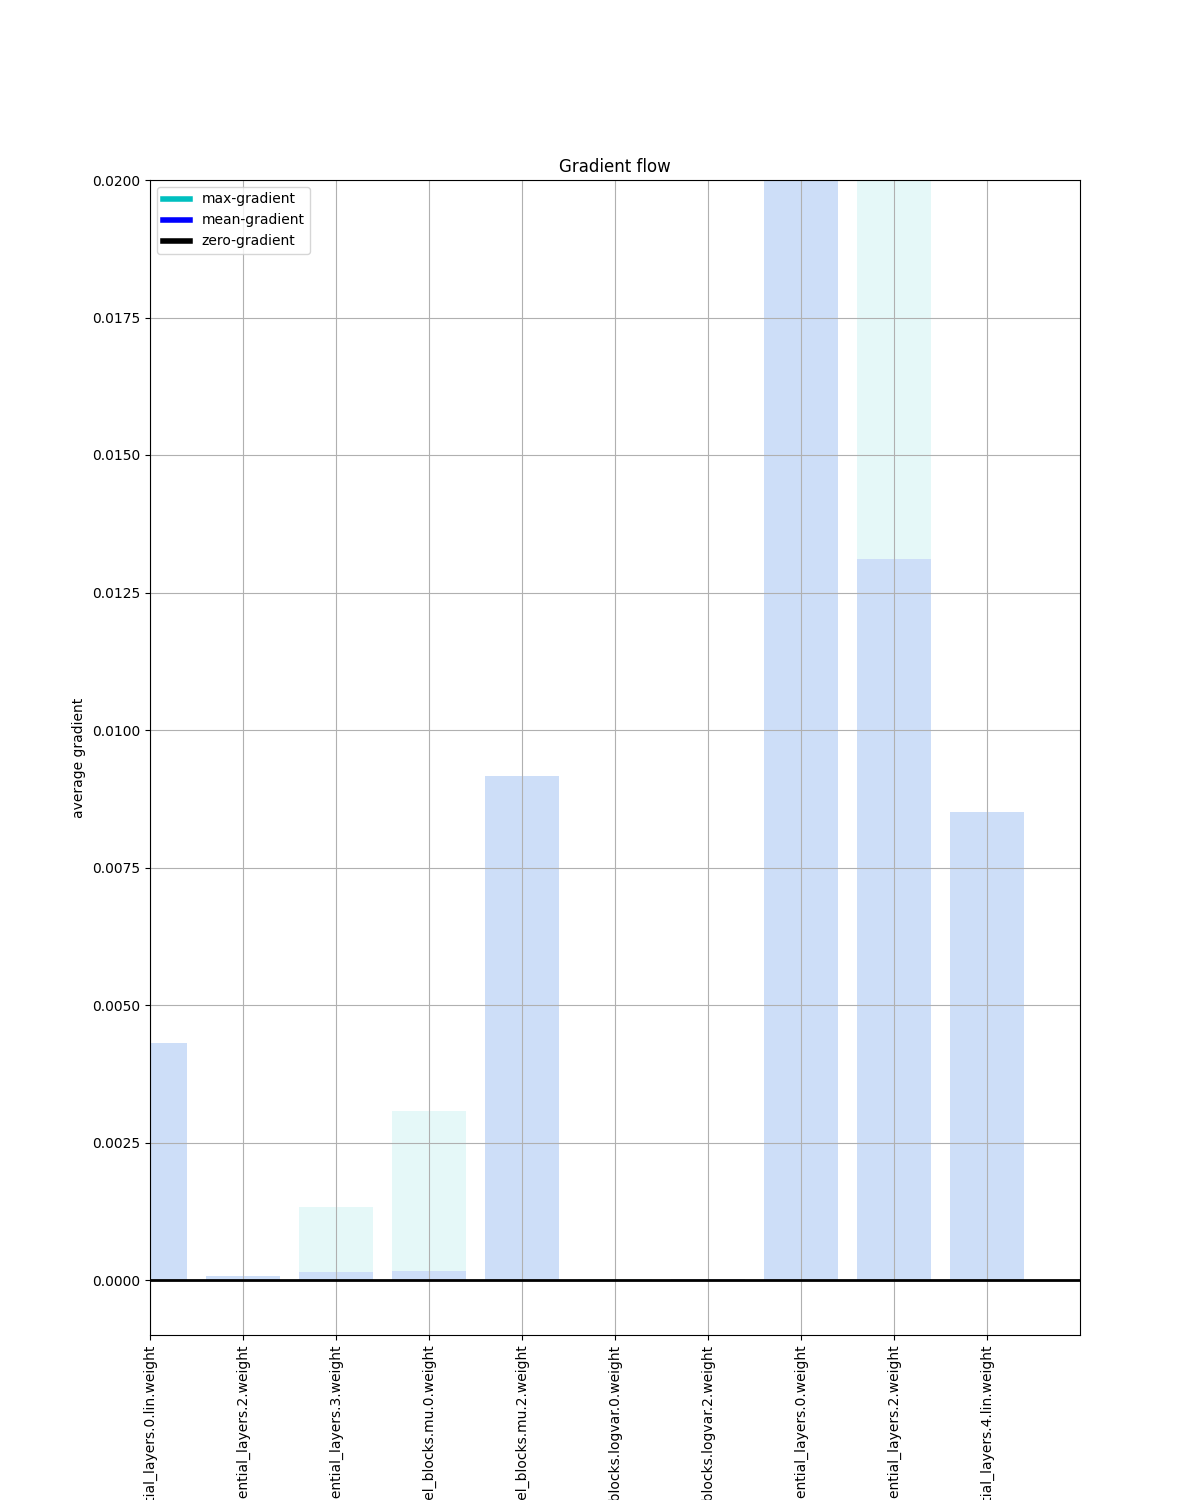 Gradient flow
max-gradient
mean-gradient
zero-gradient
0.0200
0.0175
0.0150
0.0125
0.0100
0.0075
0.0050
0.0025
0.0000
average gradient
tial_layers.0.lin.weight
ential_layers.2.weight
ential_layers.3.weight
el_blocks.mu.0.weight
el_blocks.mu.2.weight
blocks.logvar.0.weight
blocks.logvar.2.weight
ential_layers.0.weight
ential_layers.2.weight
tial_layers.4.lin.weight